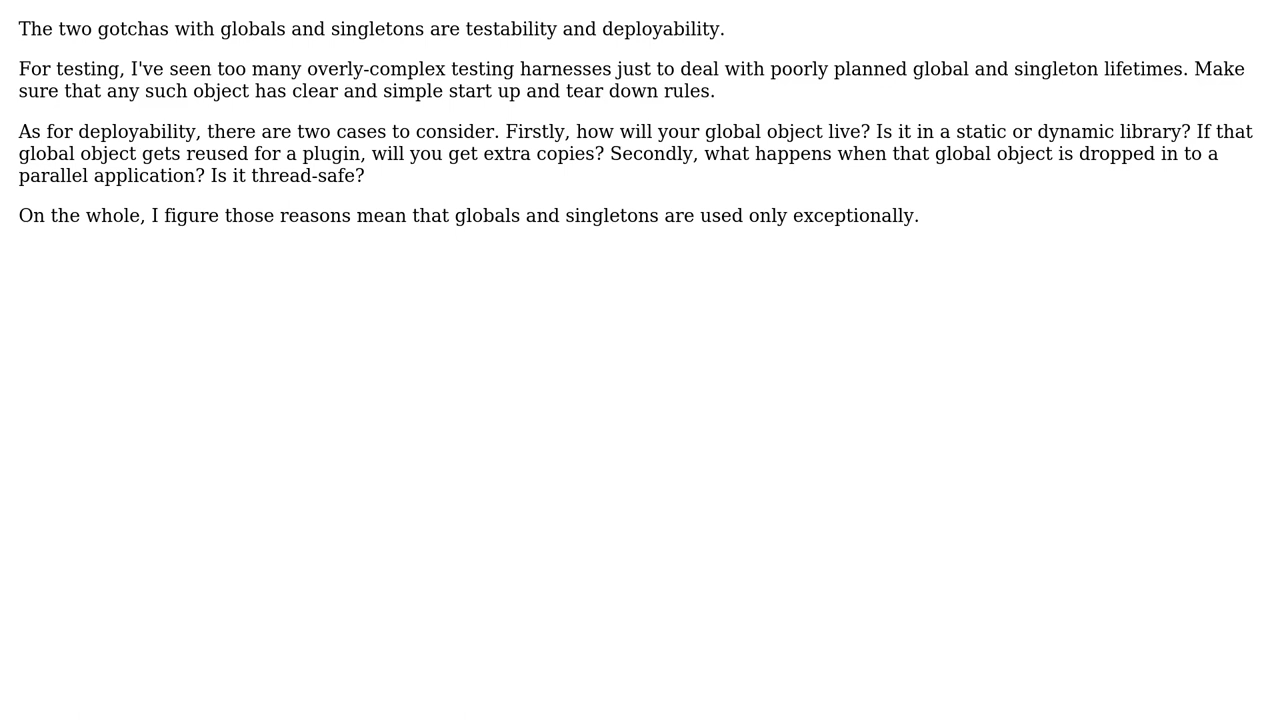 The two gotchas with globals and singletons are testability and deployability.
For testing, I've seen too many overly-complex testing harnesses just to deal with poorly planned global and singleton lifetimes. Make
sure that any such object has clear and simple start up and tear down rules.
As for deployability, there are two cases to consider. Firstly, how will your global object live? Is it in a static or dynamic library? If that
global object gets reused for a plugin, will you get extra copies? Secondly, what happens when that global object is dropped in to a
parallel application? Is it thread-safe?
On the whole, I figure those reasons mean that globals and singletons are used only exceptionally.